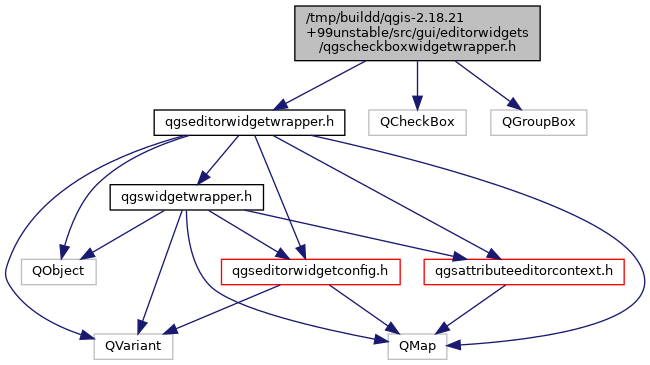 /tmp/buildd/qgis-2.18.21
+99unstable/src/gui/editorwidgets
/qgscheckboxwidgetwrapper.h
qgseditorwidgetwrapper.h
QCheckBox
QGroupBox
qgswidgetwrapper.h
QObject
qgseditorwidgetconfig.h
qgsattributeeditorcontext.h
QVariant
QMap